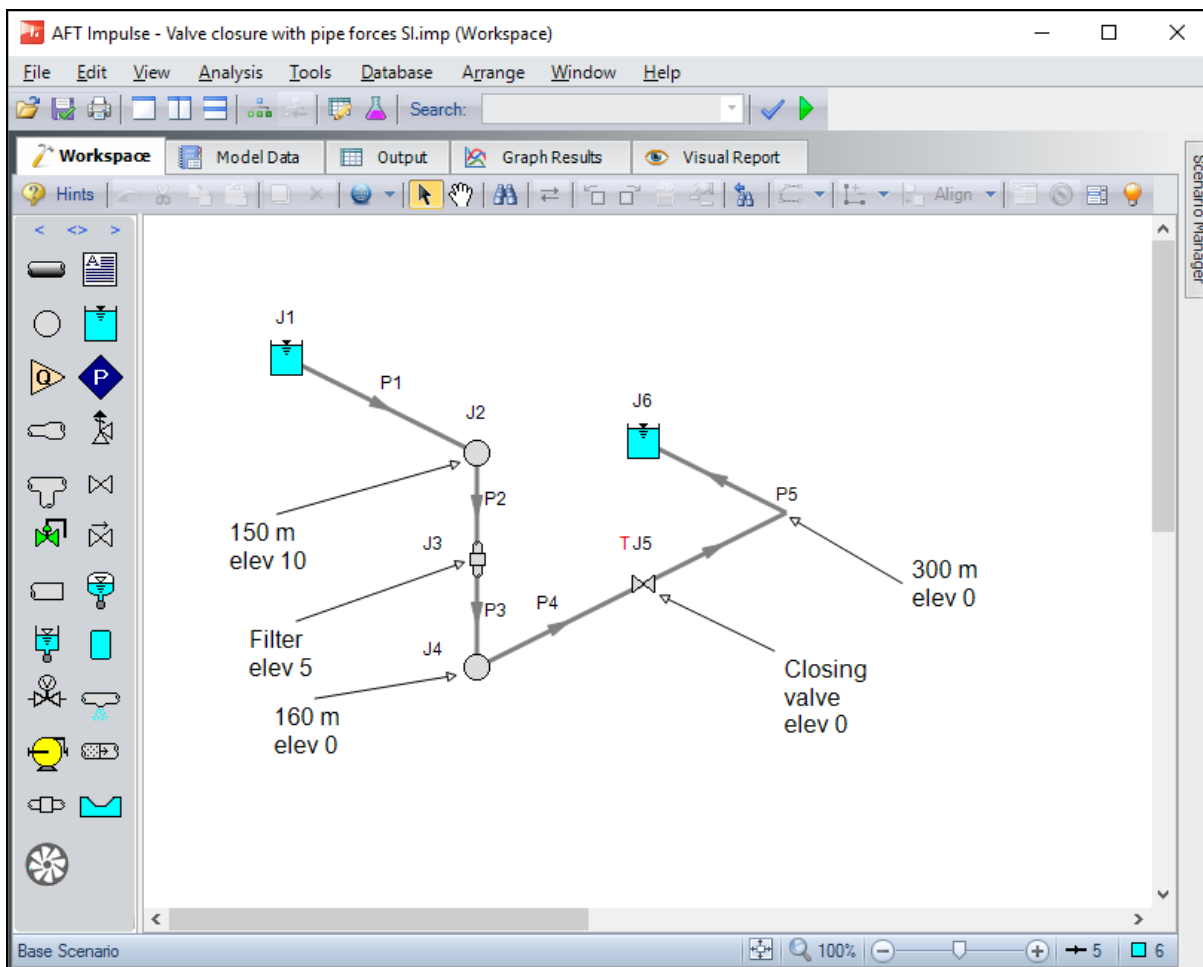 AFT Impulse - Valve closure with pipe forces SI.imp (Workspace)
File Edit View Analysis Tools Database Arrange Window Help
Search:
Workspace Model Data Output Graph Results Visual Report
Hints Align
Scenario Manager
< <> >
A
Q P
V
J1
P1
J2
J6
P2
P5
150 m
elev 10
J3
T J5
300 m
elev 0
P3
P4
Filter
elev 5
J4
Closing
valve
elev 0
160 m
elev 0
Base Scenario 100% 5 6